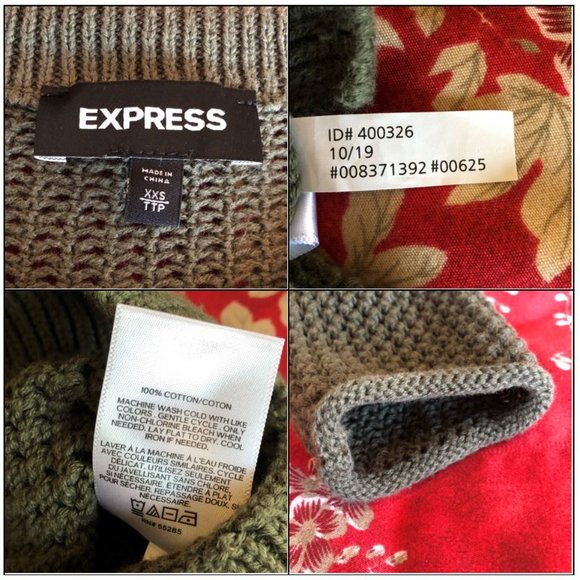 EXPRESS
MADE IN
CHINA
XXS
TTP
ID# 400326
10/19
#008371392 #00625
100% COTTON/COTON
MACHINE WASH COLD WITH LIKE
COLORS . GENTLE CYCLE . ONLY
NON-CHLORINE BLEACH WHEN
NEEDED. LAY FLAT TO DRY. COOL
IRON IF NEEDED.
LAVER À LA MACHINE À L'EAU FROIDE
AVEC COULEURS SIMILAIRES. CYCLE
DÉLICAT. UTILISEZ SEULEMENT
DU JAVELLISANT SANS CHLORE
SI NÉCESSAIRE. ÉTENDRE À PLAT
POUR SÉCHER. REPASSAGE DOUX, SI
NÉCESSAIRE.
RN# 55285